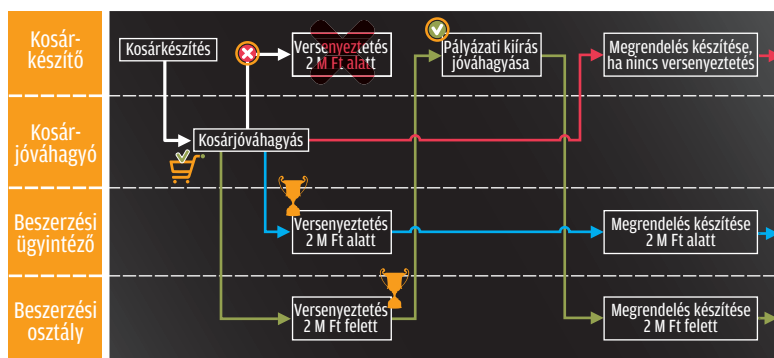 Kosár-
készítő
Kosárkészítés
Versenyeztetés
2 M Ft alatt
Pályázati kiírás
jóváhagyása
Megrendelés készítése,
ha nincs versenyeztetés
Kosár-
jóváhagyó
Kosárjóváhagyás
Beszerzési
ügyintéző
Versenyeztetés
2 M Ft alatt
Megrendelés készítése
2 M Ft alatt
Beszerzési
osztály
Versenyeztetés
2 M Ft felett
Megrendelés készítése
2 M Ft felett